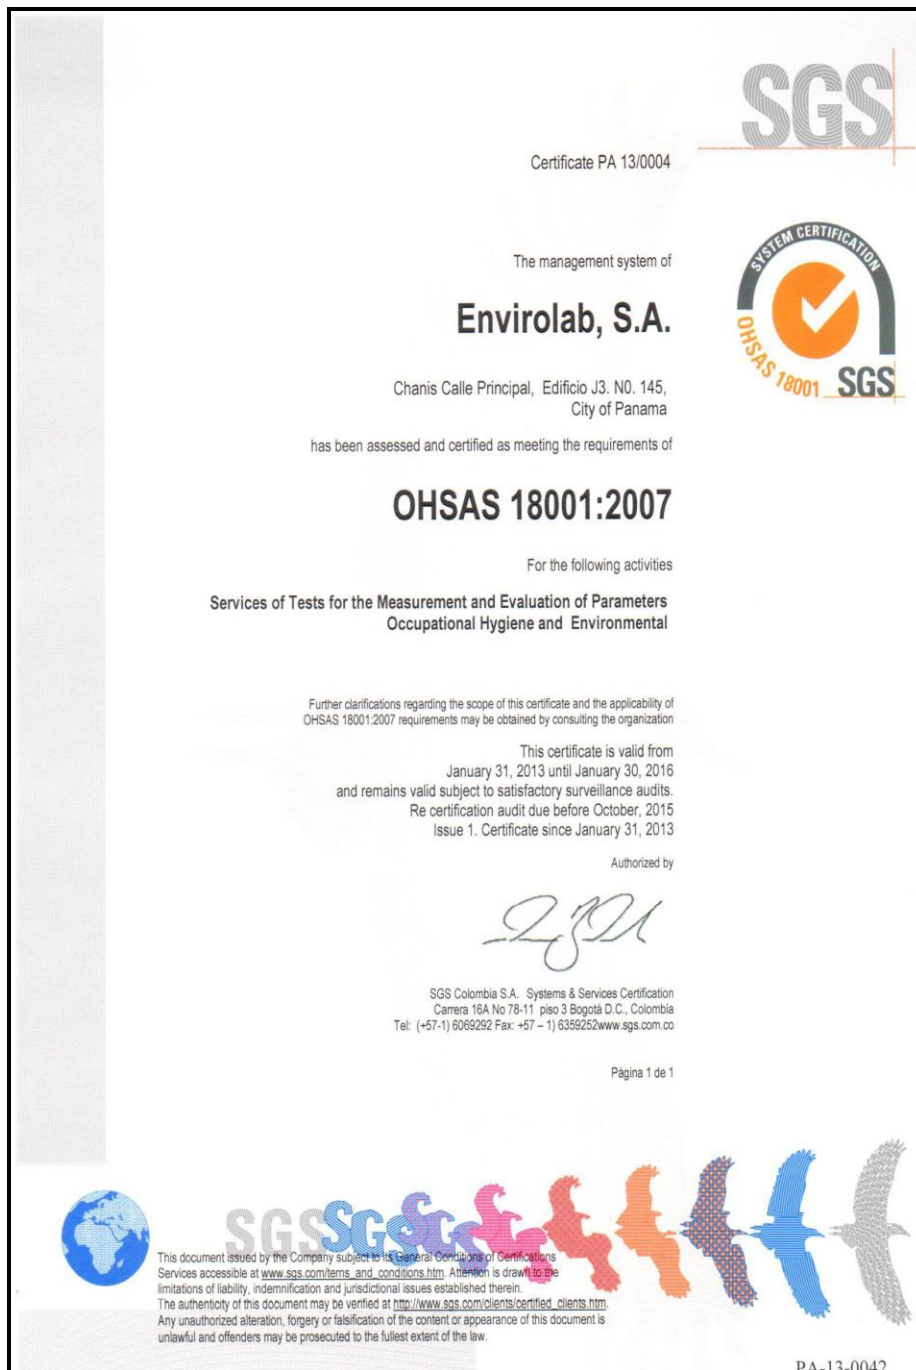 SGS
Certificate PA 13/0004
SYSTEM CERTIFICATION
OHSAS 18001
SGS
The management system of
Envirolab, S.A.
Chanis Calle Principal, Edificio J3. N0. 145,
City of Panama
has been assessed and certified as meeting the requirements of
OHSAS 18001:2007
For the following activities
Services of Tests for the Measurement and Evaluation of Parameters
Occupational Hygiene and Environmental
Further clarifications regarding the scope of this certificate and the applicability of
OHSAS 18001:2007 requirements may be obtained by consulting the organization
This certificate is valid from
January 31, 2013 until January 30, 2016
and remains valid subject to satisfactory surveillance audits.
Re certification audit due before October, 2015
Issue 1. Certificate since January 31, 2013
Authorized by
SGS Colombia S.A. Systems & Services Certification
Carrera 16A No 78-11 piso 3 Bogotá D.C., Colombia
Tel: (+57-1) 6069292 Fax: +57 – 1) 6359252www.sgs.com.co
Página 1 de 1
SGS SGS SGS
This document issued by the Company subject to its General Conditions of Certifications
Services accessible at www.sgs.com/terns_and_conditions.htm. Attention is drawn to the
limitations of liability, indemnification and jurisdictional issues established therein.
The authenticity of this document may be verified at http://www.sgs.com/clients/certified_clients.htm.
Any unauthorized alteration, forgery or falsification of the content or appearance of this document is
unlawful and offenders may be prosecuted to the fullest extent of the law.
PA-13-0042